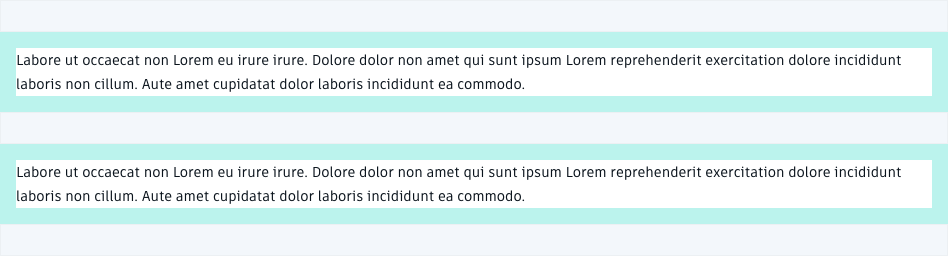 Labore ut occaecat non Lorem eu irure irure. Dolore dolor non amet qui sunt ipsum Lorem reprehenderit exercitation dolore incididunt
laboris non cillum. Aute amet cupidatat dolor laboris incididunt ea commodo.
Labore ut occaecat non Lorem eu irure irure. Dolore dolor non amet qui sunt ipsum Lorem reprehenderit exercitation dolore incididunt
laboris non cillum. Aute amet cupidatat dolor laboris incididunt ea commodo.